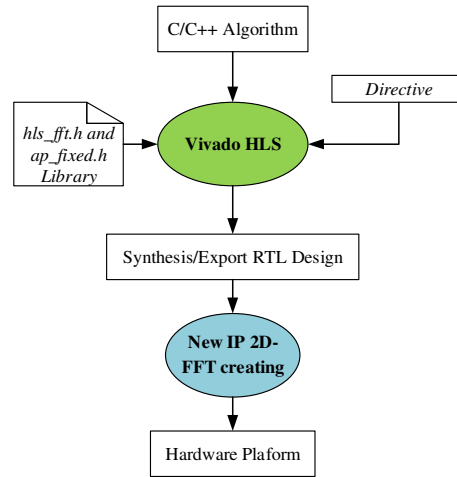 C/C++ Algorithm
Directive
hls_fft.h and
ap_fixed.h
Library
Vivado HLS
Synthesis/Export RTL Design
New IP 2D-
FFT creating
Hardware Plaform